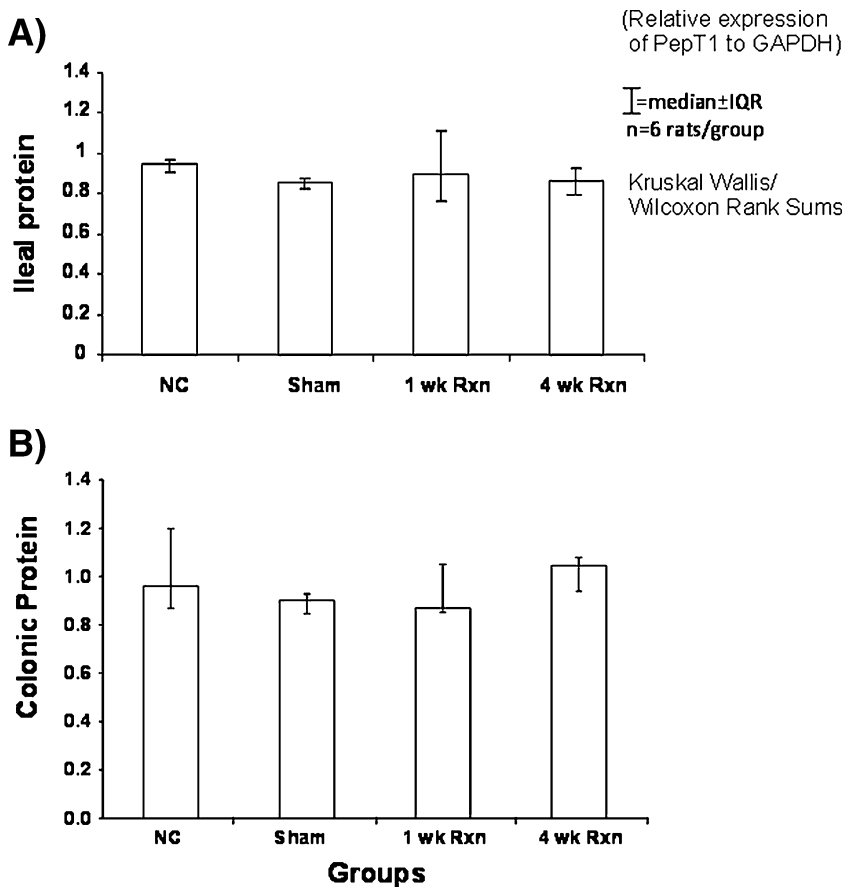 A)
(Relative expression
of PepT1 to GAPDH)
=median±IQR
n=6 rats/group
Kruskal Wallis/
Wilcoxon Rank Sums
Ileal protein
1.4
1.2
1
0.8
0.6
0.4
0.2
0
NC Sham 1 wk Rxn 4 wk Rxn
B)
Colonic Protein
1.4
1.2
1.0
0.8
0.6
0.4
0.2
0.0
NC Sham 1 wk Rxn 4 wk Rxn
Groups